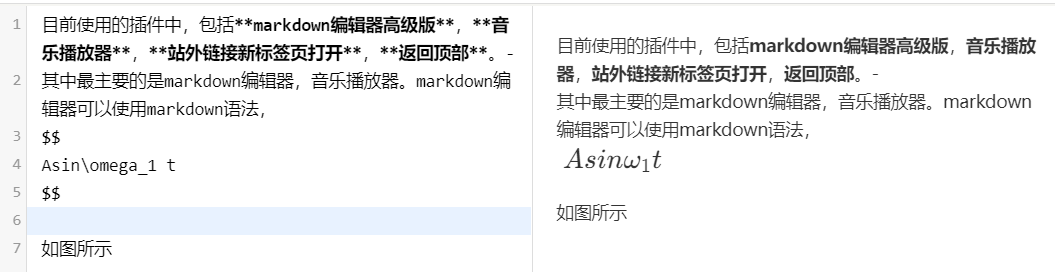 1 目前使用的插件中，包括**markdown编辑器高级版**，**音
乐播放器**，**站外链接新标签页打开**，**返回顶部**。-
2 其中最主要的是markdown编辑器，音乐播放器。markdown编
辑器可以使用markdown语法，
3 $$
4 Asin\omega_1 t
5 $$
6
7 如图所示
目前使用的插件中，包括markdown编辑器高级版，音乐播放
器，站外链接新标签页打开，返回顶部。-
其中最主要的是markdown编辑器，音乐播放器。markdown
编辑器可以使用markdown语法，
Asinω₁t
如图所示